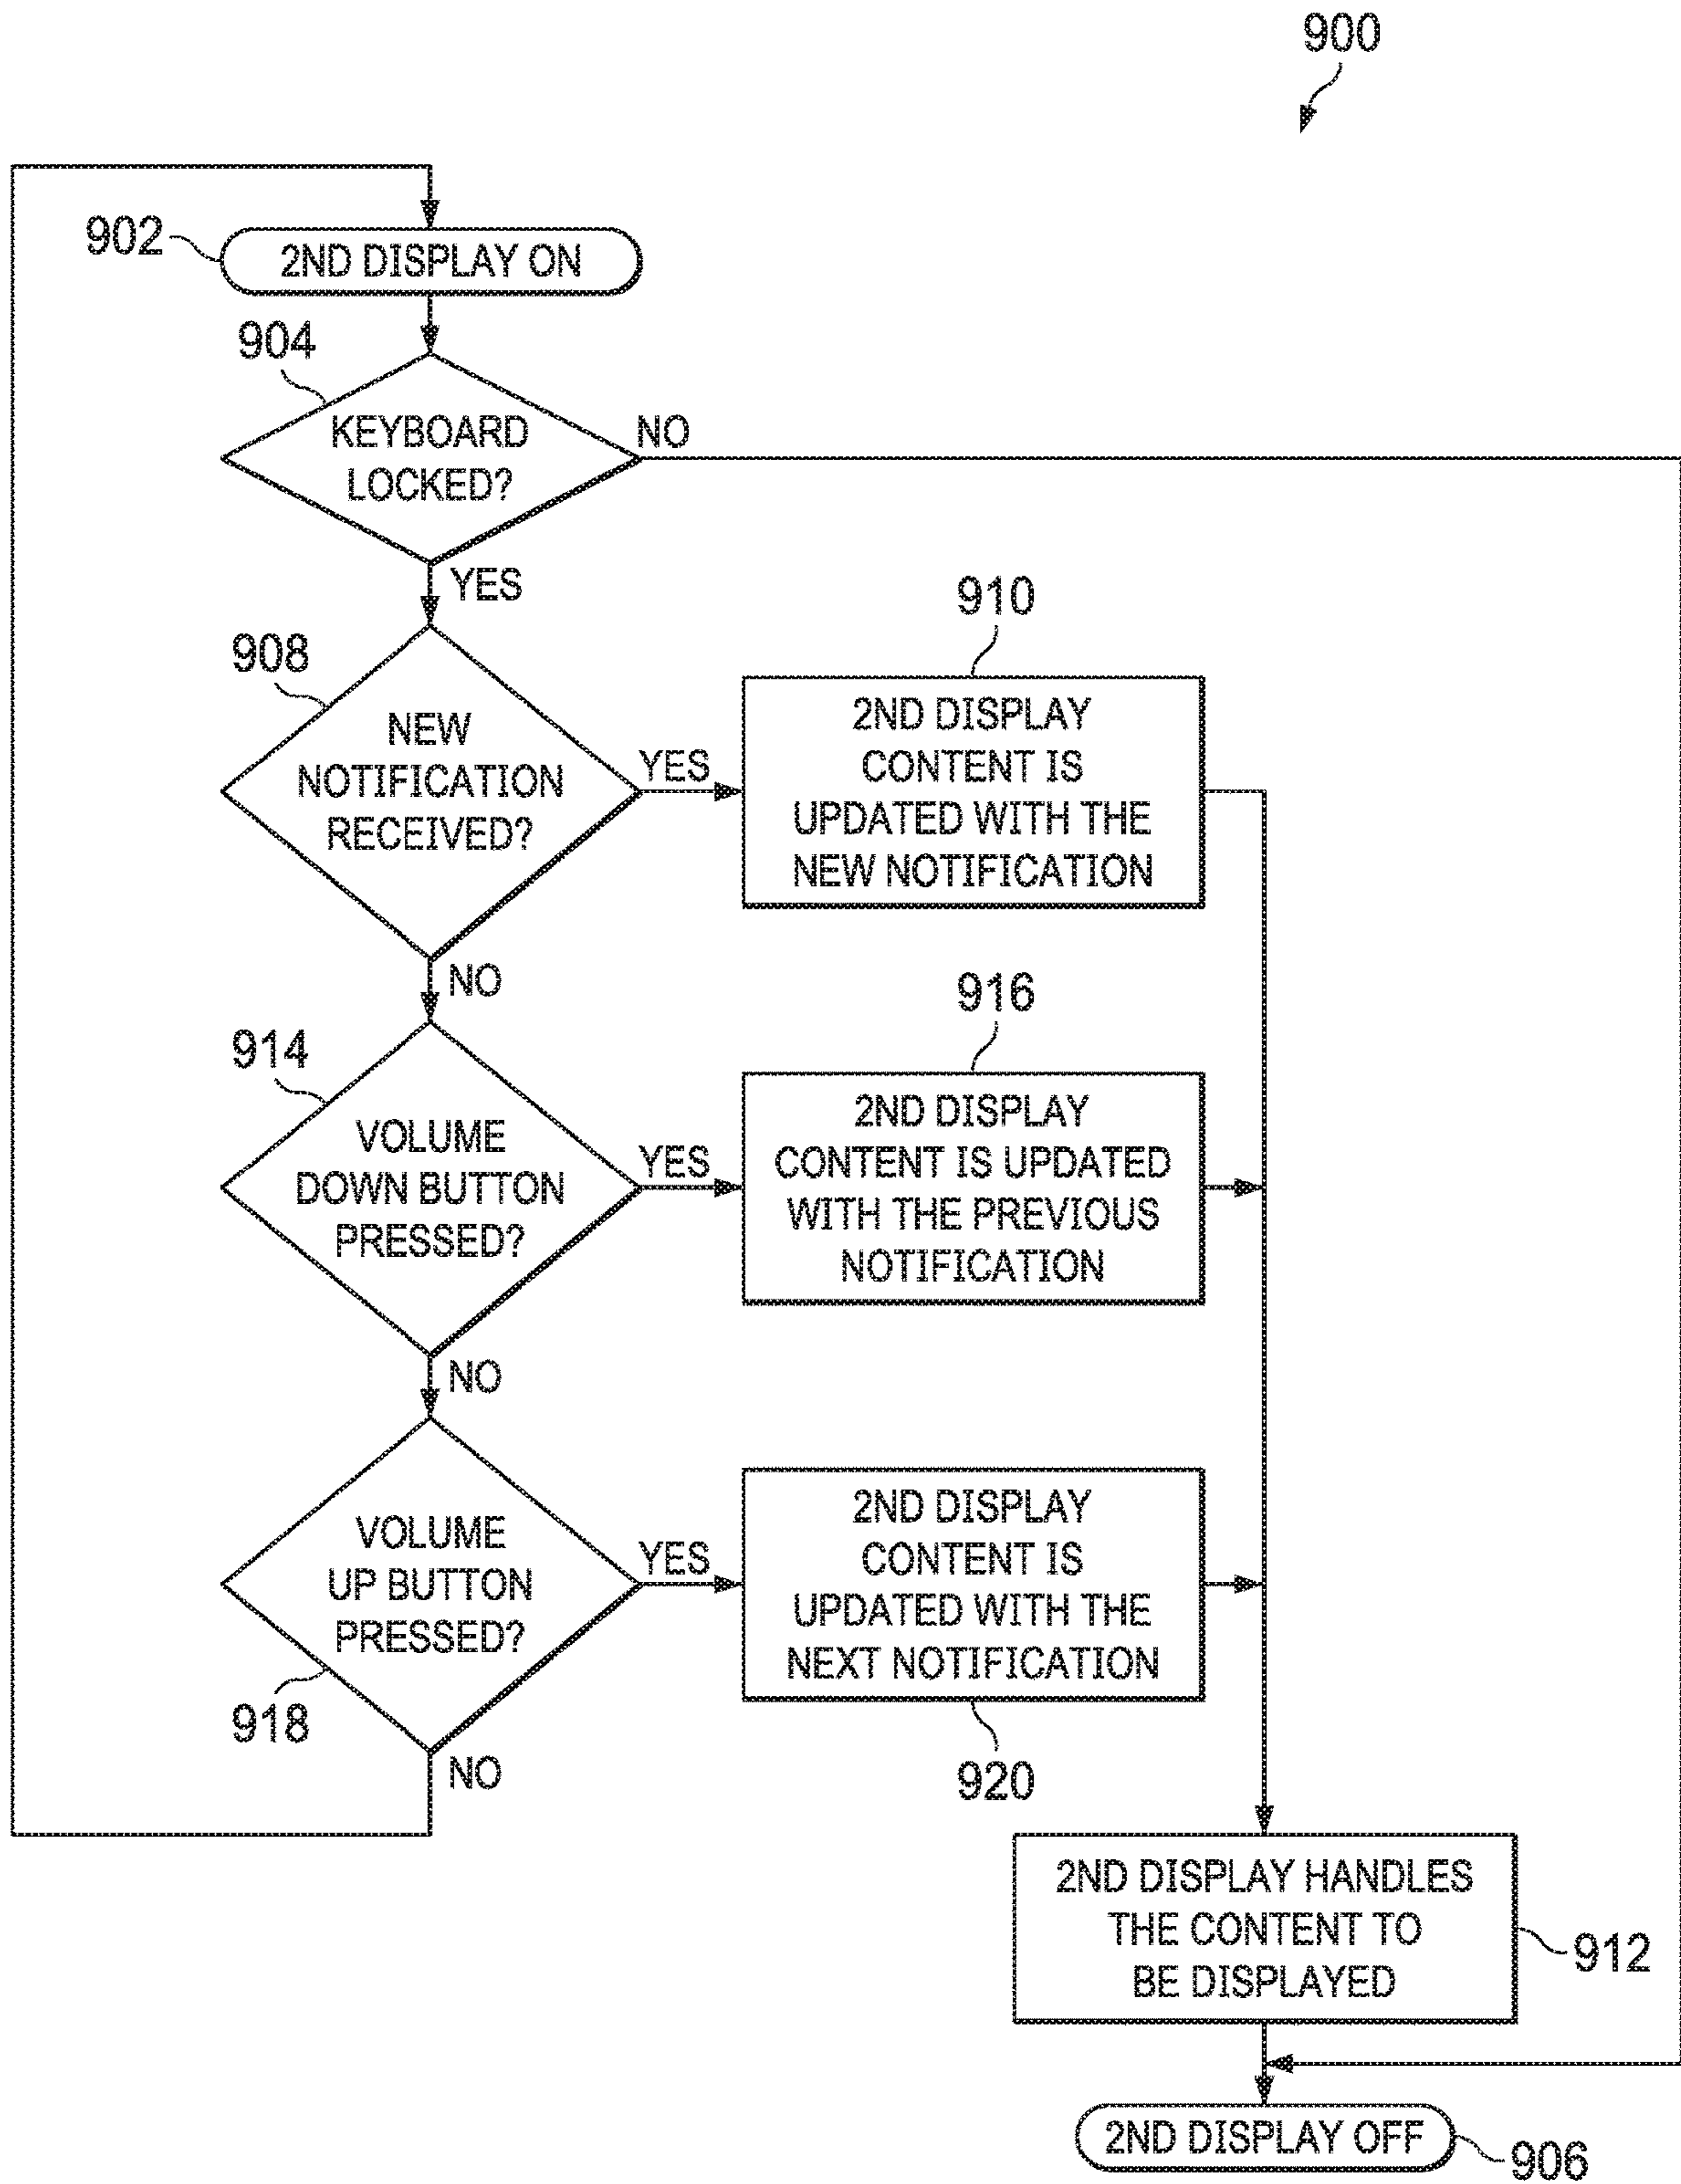 900
902
2ND DISPLAY ON
904
KEYBOARD
LOCKED?
NO
YES
908
NEW
NOTIFICATION
RECEIVED?
YES
910
2ND DISPLAY
CONTENT IS
UPDATED WITH THE
NEW NOTIFICATION
NO
914
VOLUME
DOWN BUTTON
PRESSED?
YES
916
2ND DISPLAY
CONTENT IS UPDATED
WITH THE PREVIOUS
NOTIFICATION
NO
VOLUME
UP BUTTON
PRESSED?
918
YES
2ND DISPLAY
CONTENT IS
UPDATED WITH THE
NEXT NOTIFICATION
920
NO
2ND DISPLAY HANDLES
THE CONTENT TO
BE DISPLAYED
912
2ND DISPLAY OFF
906